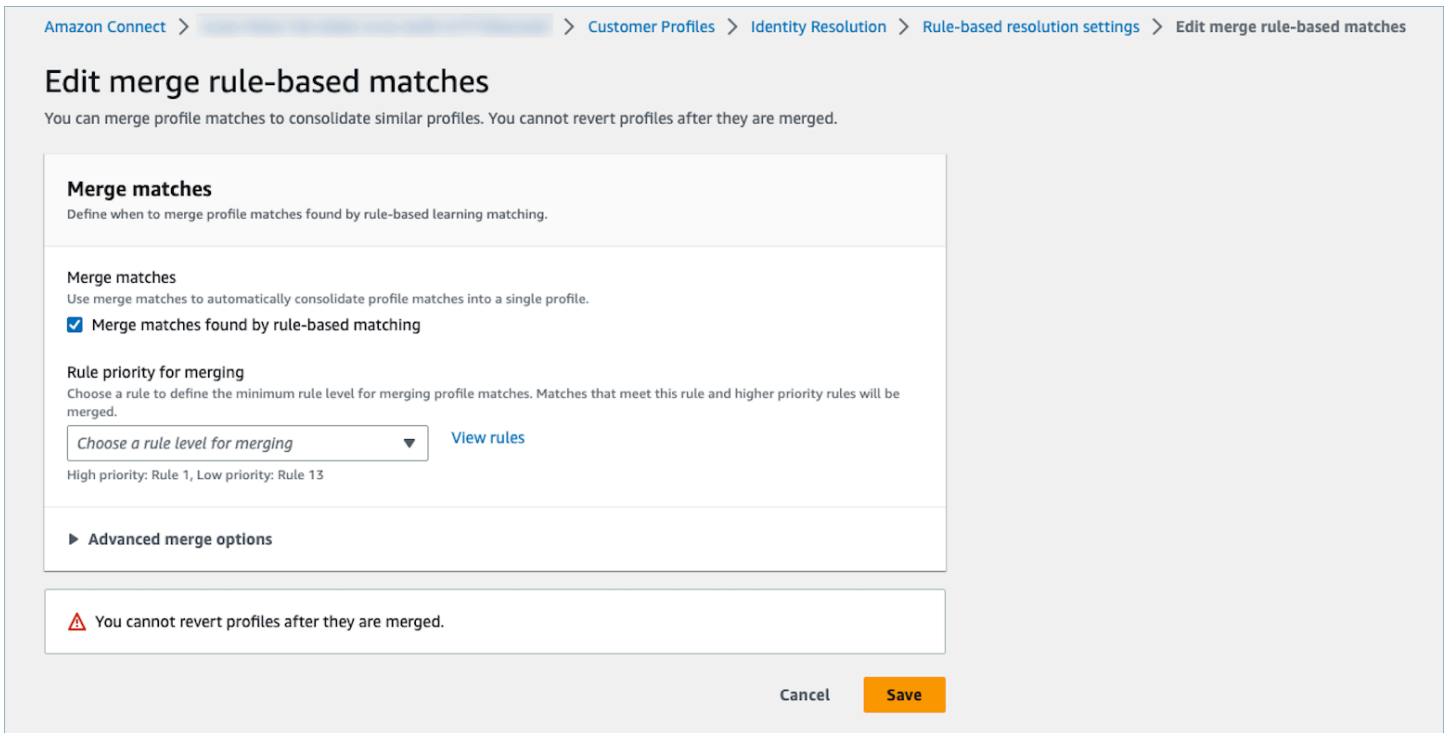 Amazon Connect > > Customer Profiles > Identity Resolution > Rule-based resolution settings > Edit merge rule-based matches
Edit merge rule-based matches
You can merge profile matches to consolidate similar profiles. You cannot revert profiles after they are merged.
Merge matches
Define when to merge profile matches found by rule-based learning matching.
Merge matches
Use merge matches to automatically consolidate profile matches into a single profile.
Merge matches found by rule-based matching
Rule priority for merging
Choose a rule to define the minimum rule level for merging profile matches. Matches that meet this rule and higher priority rules will be
merged.
Choose a rule level for merging View rules
High priority: Rule 1, Low priority: Rule 13
Advanced merge options
You cannot revert profiles after they are merged.
Cancel Save